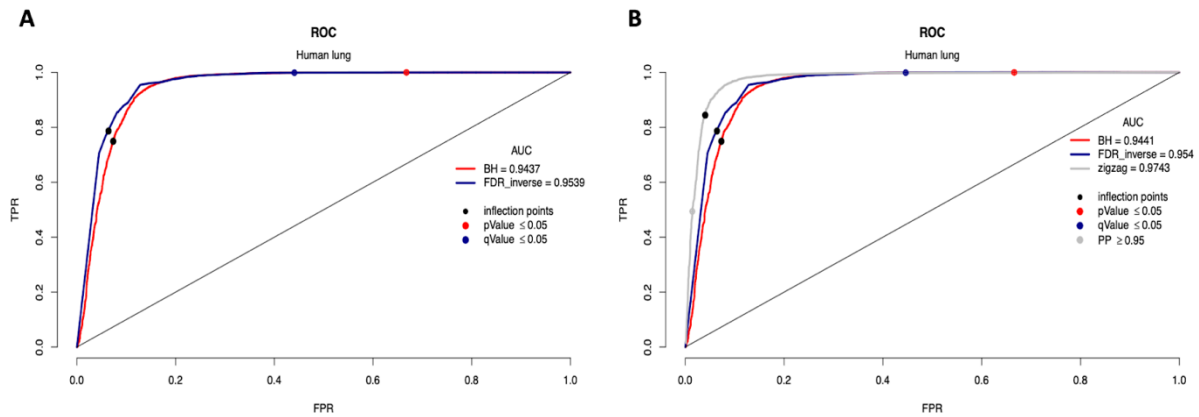 A
ROC
Human lung
TPR
1.0
0.8
0.6
0.4
0.2
0.0
AUC
BH = 0.9437
FDR_inverse = 0.9539
inflection points
pValue ≤ 0.05
qValue ≤ 0.05
0.0 0.2 0.4 0.6 0.8 1.0
FPR
B
ROC
Human lung
TPR
1.0
0.8
0.6
0.4
0.2
0.0
AUC
BH = 0.9441
FDR_inverse = 0.954
zigzag = 0.9743
inflection points
pValue ≤ 0.05
qValue ≤ 0.05
PP ≥ 0.95
0.0 0.2 0.4 0.6 0.8 1.0
FPR